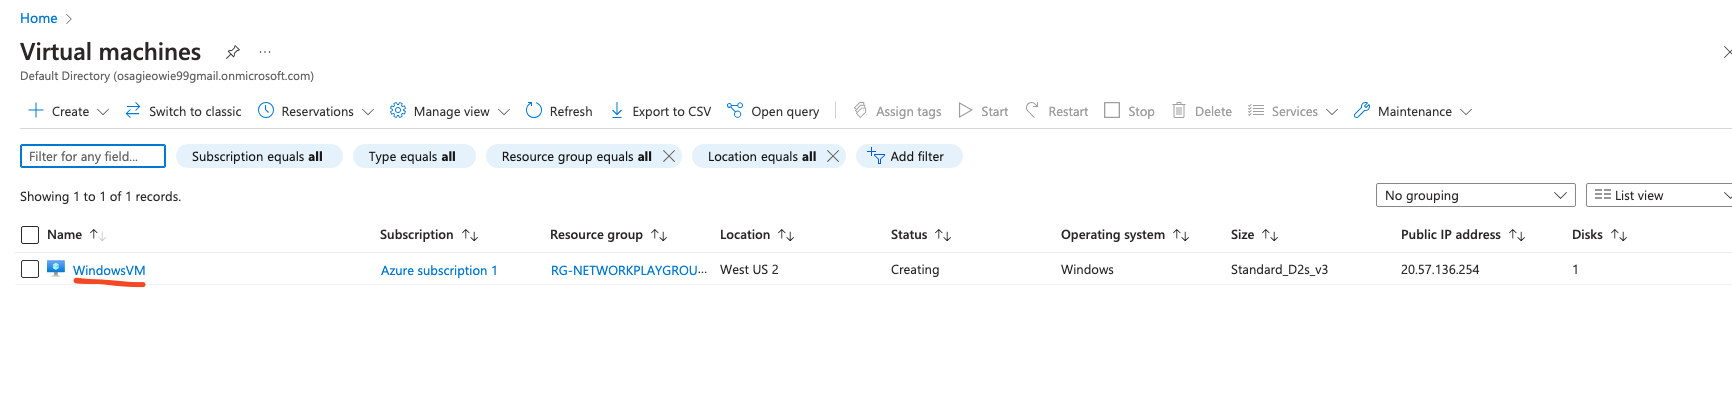 Home
Virtual machines
Default Directory (osagieowie99gmail.onmicrosoft.com)
Create Switch to classic Reservations Manage view Refresh Export to CSV Open query Assign tags Start Restart Stop Delete Services Maintenance
Filter for any field... Subscription equals all Type equals all Resource group equals all Location equals all Add filter
Showing 1 to 1 of 1 records. No grouping List view
Name Subscription Resource group Location Status Operating system Size Public IP address Disks
WindowsVM Azure subscription 1 RG-NETWORKPLAYGROU... West US 2 Creating Windows Standard_D2s_v3 20.57.136.254 1